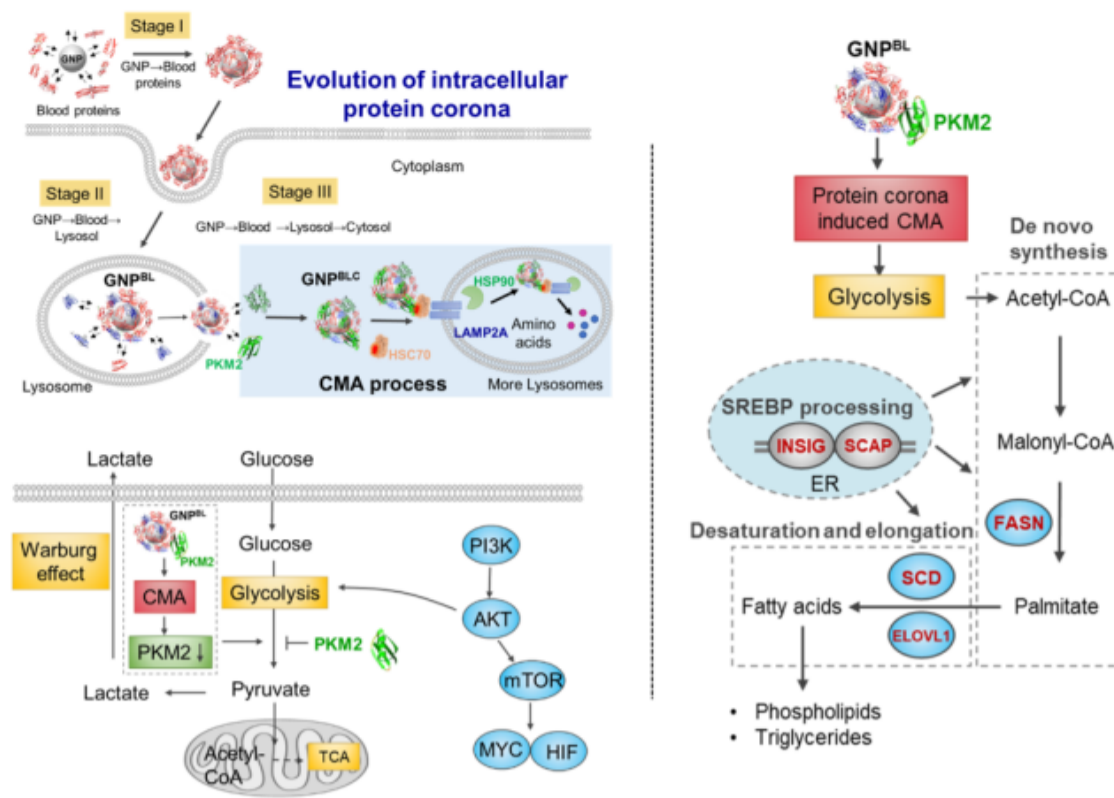 Stage I
GNP
GNP→Blood
proteins
Blood proteins
Evolution of intracellular
protein corona
Cytoplasm
Stage II
GNP→Blood→
Lysosol
Stage III
GNP→Blood →Lysosol→Cytosol
GNPBL
PKM2
Lysosome
GNPBLC
HSC70
CMA process
HSP90
LAMP2A
Amino
acids
More Lysosomes
Lactate
Glucose
GNPBL
PKM2
Warburg
effect
CMA
PKM2↓
Glucose
Glycolysis
PKM2
Pyruvate
Lactate
Acetyl-
CoA
TCA
PI3K
AKT
mTOR
MYC
HIF
GNPBL
PKM2
Protein corona
induced CMA
De novo
synthesis
Glycolysis
Acetyl-CoA
SREBP processing
INSIG
SCAP
ER
Malonyl-CoA
Desaturation and elongation
FASN
SCD
Fatty acids
Palmitate
ELOVL1
• Phospholipids
• Triglycerides